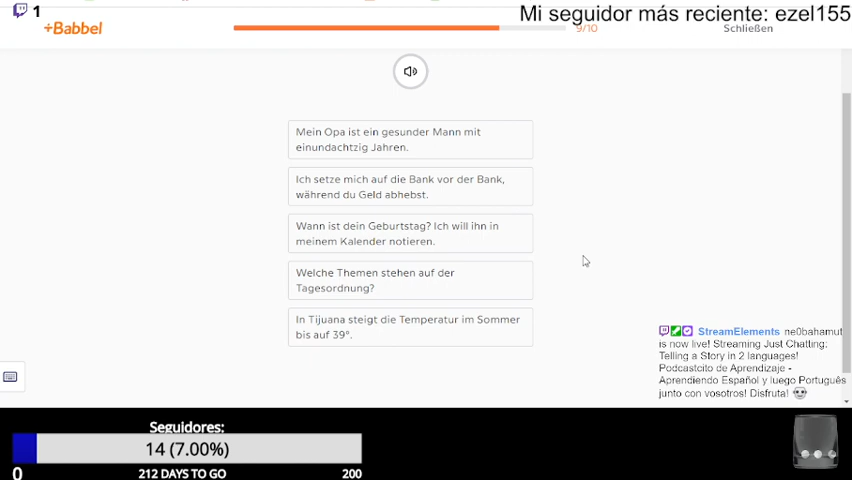 1
Mi seguidor más reciente: ezel155
+Babbel
9/10
Schließen
Mein Opa ist ein gesunder Mann mit
einundachtzig Jahren.
Ich setze mich auf die Bank vor der Bank,
während du Geld abhebst.
Wann ist dein Geburtstag? Ich will ihn in
meinem Kalender notieren.
Welche Themen stehen auf der
Tagesordnung?
In Tijuana steigt die Temperatur im Sommer
bis auf 39°.
StreamElements ne0bahamut
is now live! Streaming Just Chatting:
Telling a Story in 2 languages!
Podcastcito de Aprendizaje -
Aprendiendo Español y luego Português
junto con vosotros! Disfruta!
Seguidores:
14 (7.00%)
0
212 DAYS TO GO
200